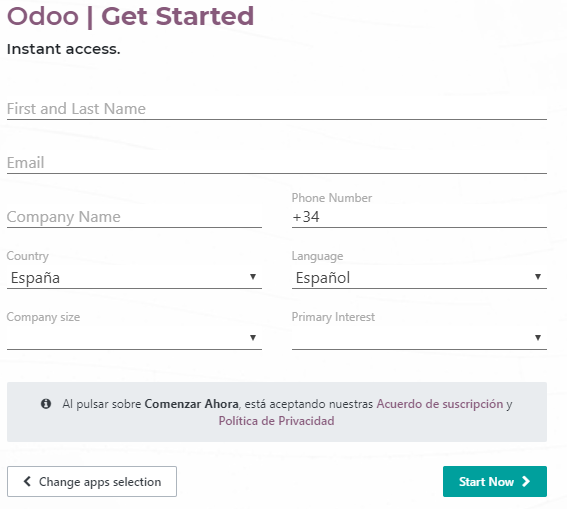 Odoo | Get Started
Instant access.
First and Last Name
Email
Phone Number
Company Name
+34
Country
Language
España
Español
Company size
Primary Interest
Al pulsar sobre Comenzar Ahora, está aceptando nuestras Acuerdo de suscripción y
Política de Privacidad
Change apps selection
Start Now